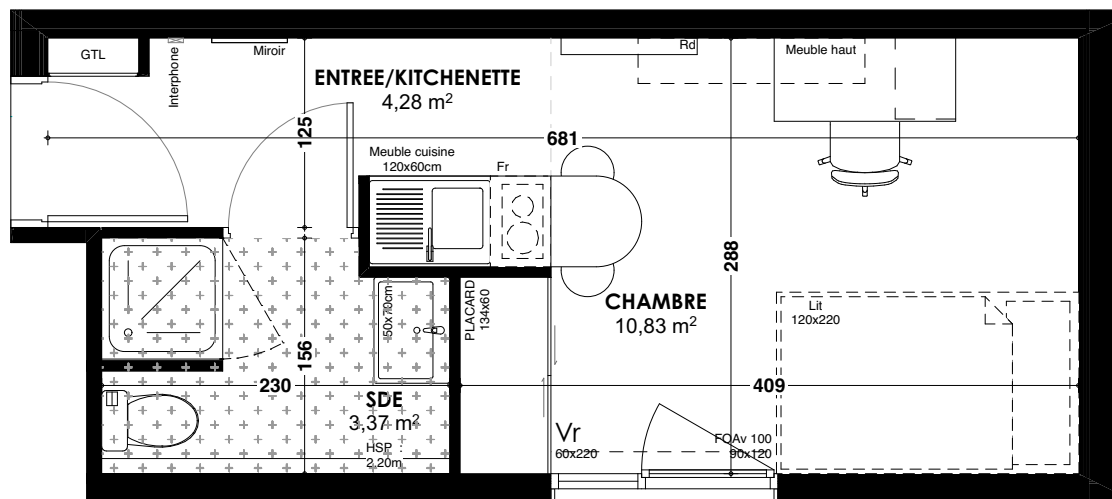 GTL
Interphone
Miroir
Rd
Meuble haut
ENTREE/KITCHENETTE
4,28 m²
125
681
Meuble cuisine
120x60cm
Fr
288
PLACARD
134x60
CHAMBRE
10,83 m²
Lit
120x220
50x70cm
156
230
409
SDE
3,37 m²
HSP :
2.20m
Vr
60x220
FOAv 100
90x120